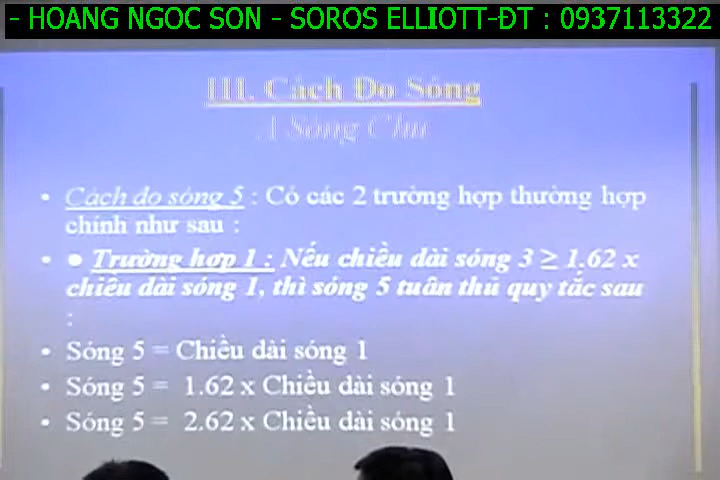 - HOANG NGOC SON - SOROS ELLIOTT-ĐT : 0937113322
III. Cách Đo Sóng
A Sóng Chủ
• Cách đo sóng 5 : Có các 2 trường hợp thường hợp
chính như sau :
• ● Trường hơp 1 : Nếu chiều dài sóng 3 ≥ 1.62 x
chiều dài sóng 1, thì sóng 5 tuân thủ quy tắc sau
:
• Sóng 5 = Chiều dài sóng 1
• Sóng 5 = 1.62 x Chiều dài sóng 1
• Sóng 5 = 2.62 x Chiều dài sóng 1